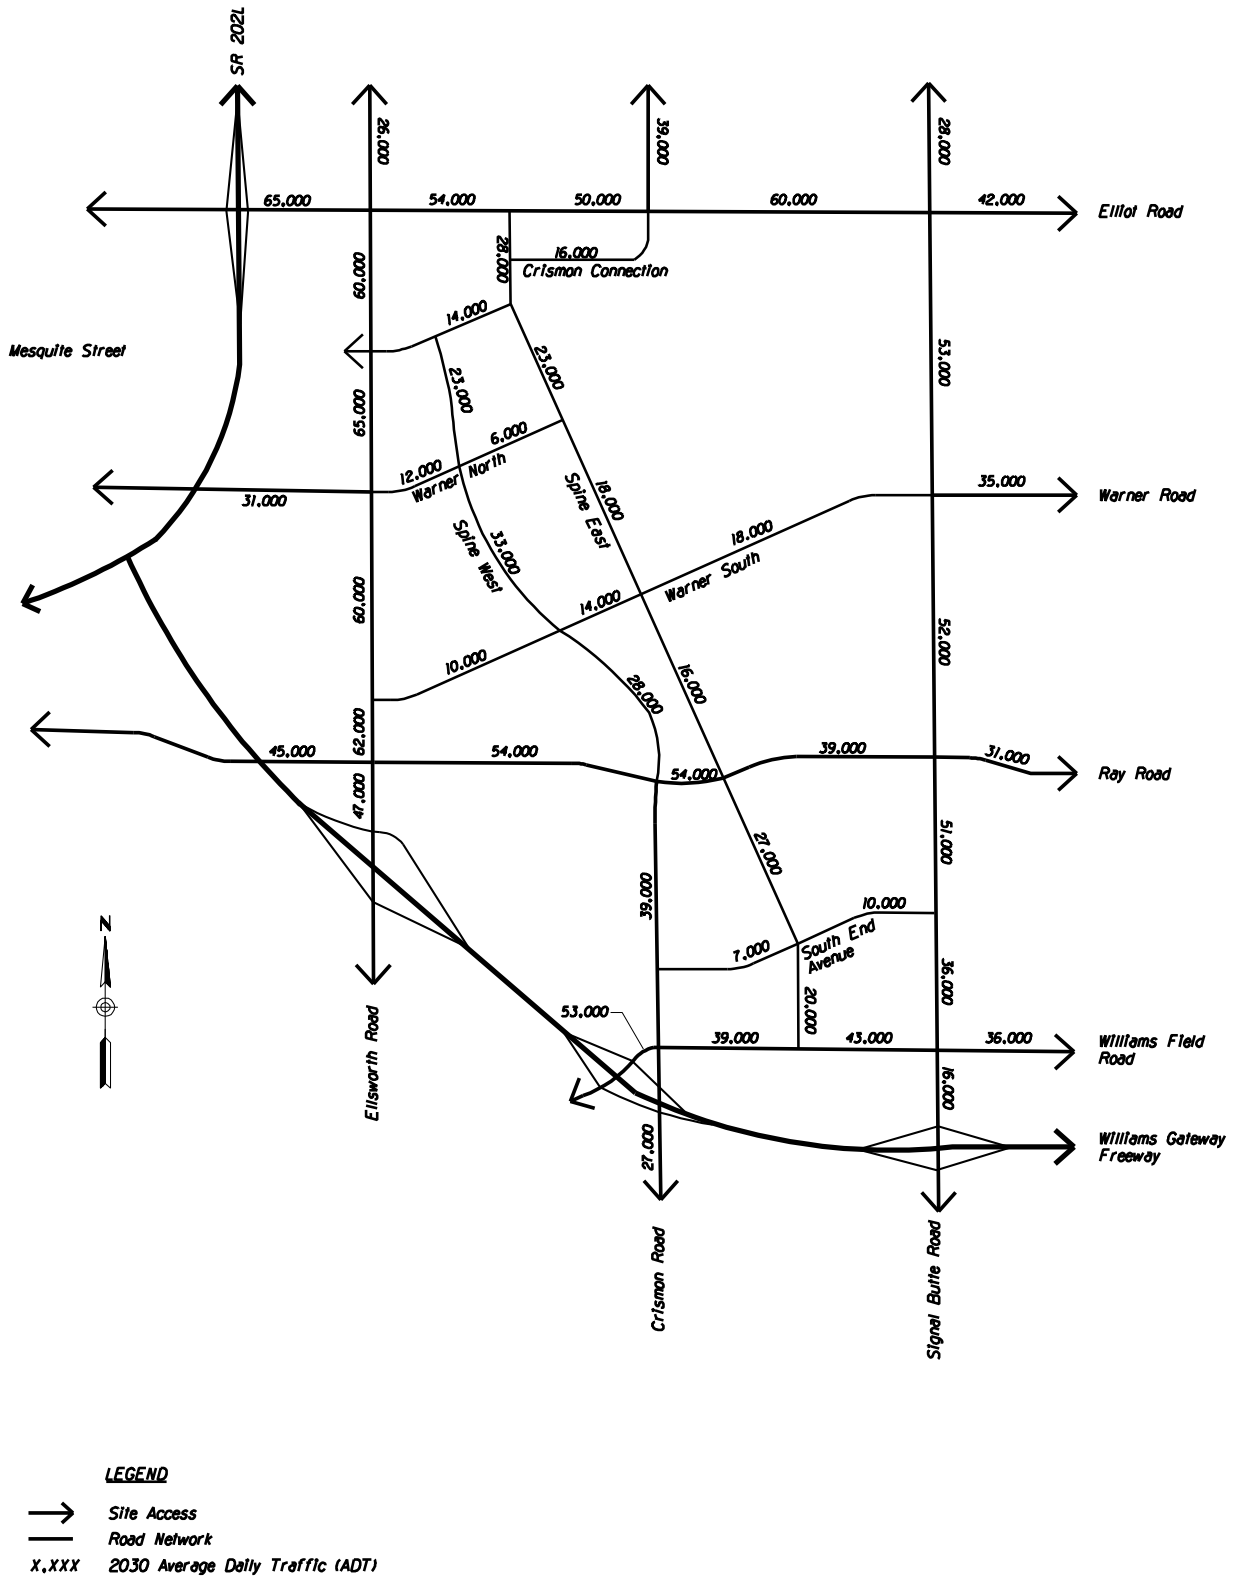 SR 202L
26,000
39,000
28,000
65,000
54,000
50,000
60,000
42,000
Elliot Road
28,000
16,000
Crismon Connection
60,000
14,000
Mesquite Street
23,000
53,000
23,000
65,000
6,000
12,000
Warner North
31,000
18,000
Spine East
35,000
Warner Road
Spine West
33,000
18,000
Warner South
60,000
14,000
52,000
10,000
28,000
16,000
62,000
45,000
54,000
54,000
39,000
31,000
Ray Road
47,000
27,000
51,000
39,000
10,000
7,000
South End
Avenue
N
36,000
20,000
53,000
39,000
43,000
36,000
Williams Field
Road
Ellsworth Road
16,000
27,000
Williams Gateway
Freeway
Crismon Road
Signal Butte Road
LEGEND
Site Access
Road Network
X,XXX 2030 Average Daily Traffic (ADT)